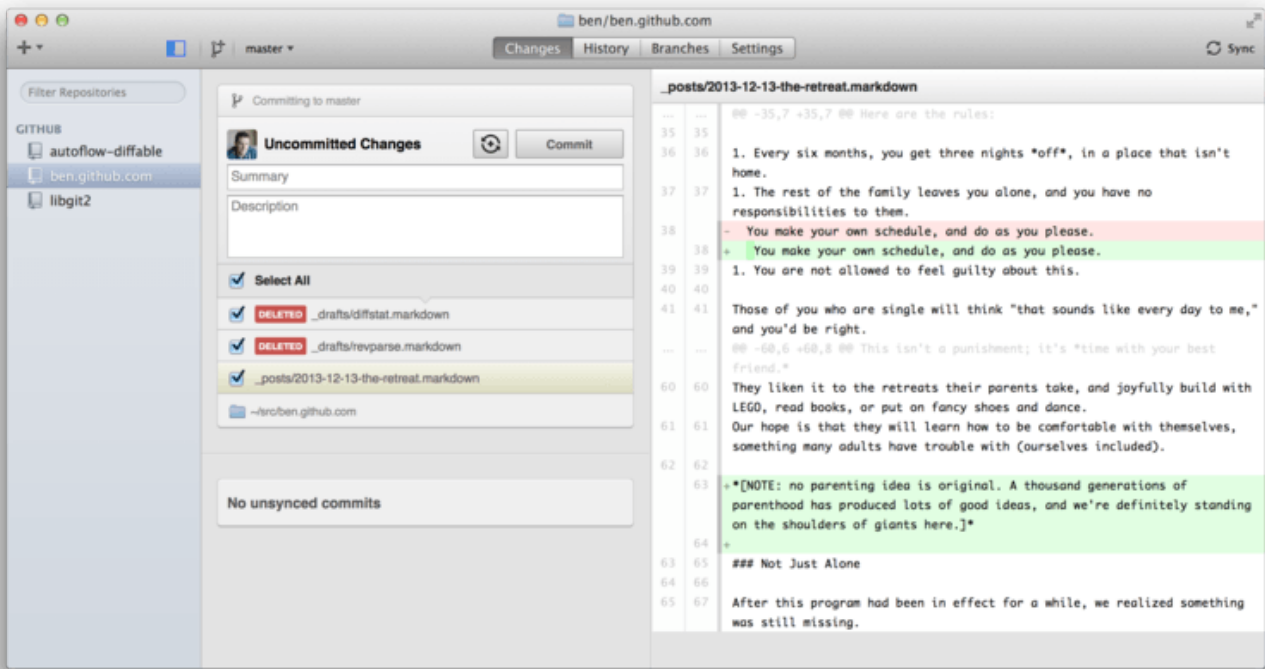 ben/ben.github.com
master
Changes
History
Branches
Settings
Sync
Filter Repositories
GITHUB
autoflow-diffable
ben.github.com
libgit2
Committing to master
Uncommitted Changes
Commit
Summary
Description
Select All
DELETED _drafts/diffstat.markdown
DELETED _drafts/revparse.markdown
_posts/2013-12-13-the-retreat.markdown
~/src/ben.github.com
No unsynced commits
_posts/2013-12-13-the-retreat.markdown
... ... @@ -35,7 +35,7 @@ Here are the rules:
35 35
36 36 1. Every six months, you get three nights *off*, in a place that isn't
home.
37 37 1. The rest of the family leaves you alone, and you have no
responsibilities to them.
38 - You make your own schedule, and do as you please.
38 + You make your own schedule, and do as you please.
39 39 1. You are not allowed to feel guilty about this.
40 40
41 41 Those of you who are single will think "that sounds like every day to me,"
and you'd be right.
... ... @@ -60,6 +60,8 @@ This isn't a punishment; it's *time with your best
friend.*
60 60 They liken it to the retreats their parents take, and joyfully build with
LEGO, read books, or put on fancy shoes and dance.
61 61 Our hope is that they will learn how to be comfortable with themselves,
something many adults have trouble with (ourselves included).
62 62
63 +*[NOTE: no parenting idea is original. A thousand generations of
parenthood has produced lots of good ideas, and we're definitely standing
on the shoulders of giants here.]*
64 +
63 65 ### Not Just Alone
64 66
65 67 After this program had been in effect for a while, we realized something
was still missing.